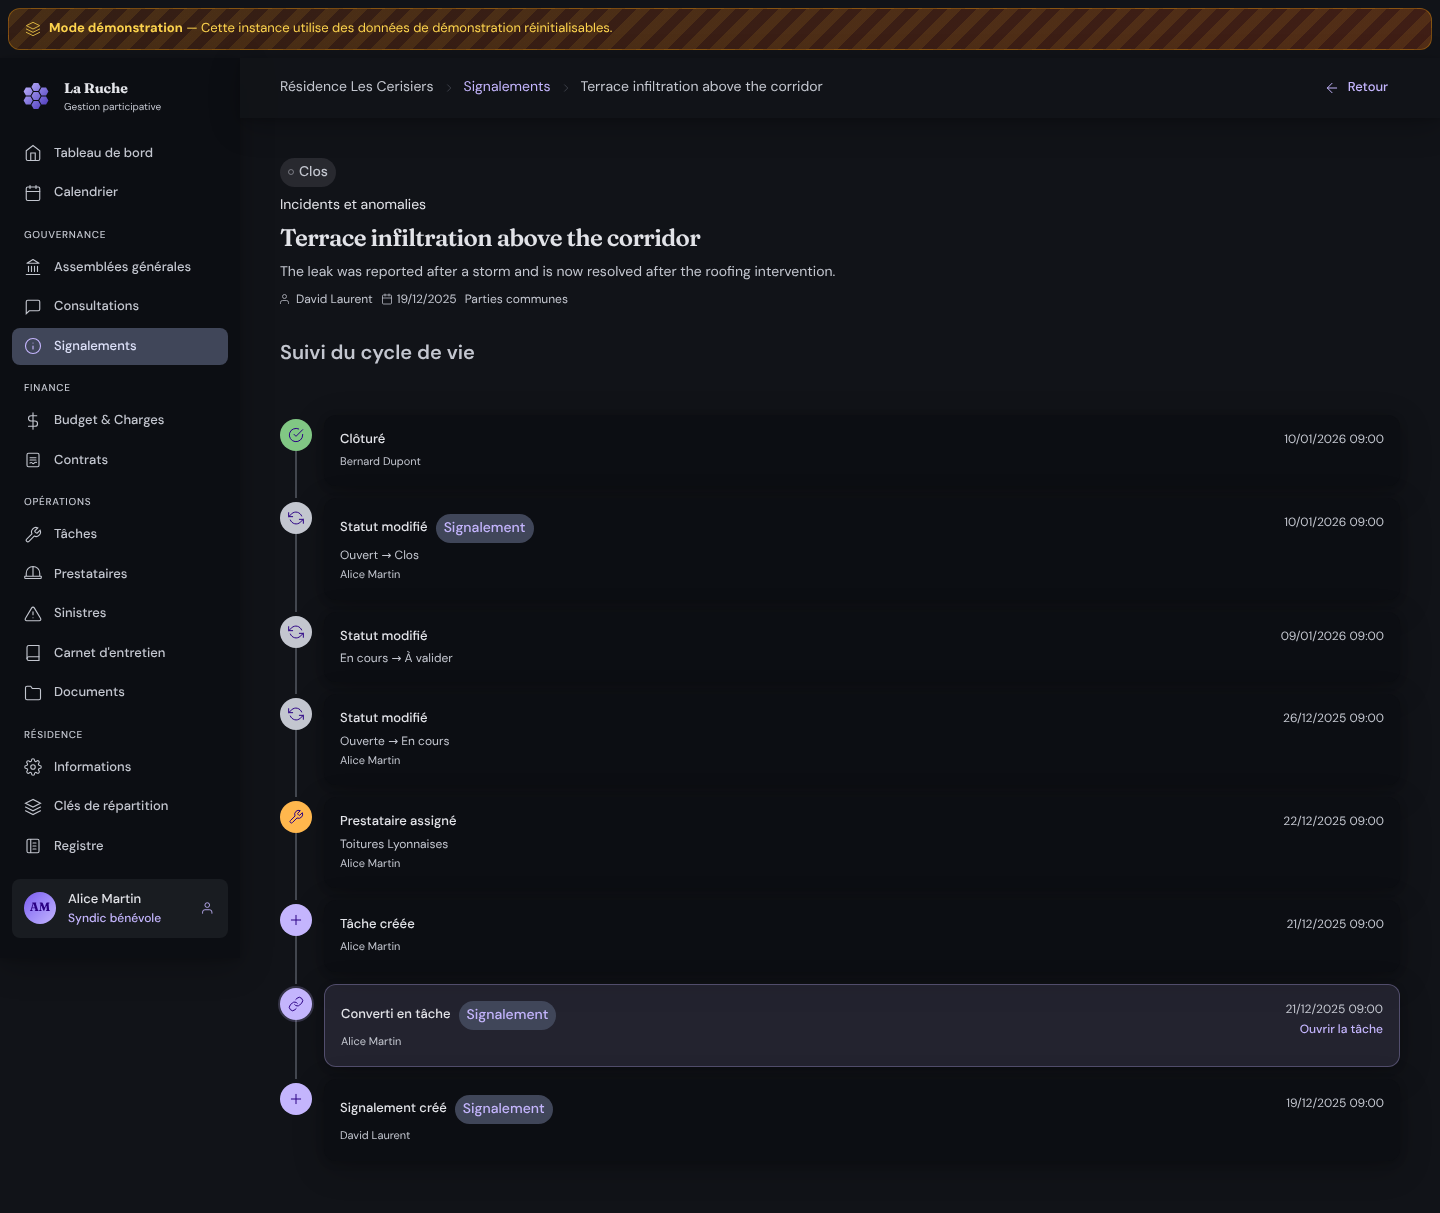 Mode démonstration — Cette instance utilise des données de démonstration réinitialisables.
La Ruche
Gestion participative
Tableau de bord
Calendrier
GOUVERNANCE
Assemblées générales
Consultations
Signalements
FINANCE
Budget & Charges
Contrats
OPÉRATIONS
Tâches
Prestataires
Sinistres
Carnet d'entretien
Documents
RÉSIDENCE
Informations
Clés de répartition
Registre
AM
Alice Martin
Syndic bénévole
Résidence Les Cerisiers > Signalements > Terrace infiltration above the corridor
← Retour
Clos
Incidents et anomalies
Terrace infiltration above the corridor
The leak was reported after a storm and is now resolved after the roofing intervention.
David Laurent 19/12/2025 Parties communes
Suivi du cycle de vie
Clôturé 10/01/2026 09:00
Bernard Dupont
Statut modifié Signalement 10/01/2026 09:00
Ouvert → Clos
Alice Martin
Statut modifié 09/01/2026 09:00
En cours → À valider
Statut modifié 26/12/2025 09:00
Ouverte → En cours
Alice Martin
Prestataire assigné 22/12/2025 09:00
Toitures Lyonnaises
Alice Martin
Tâche créée 21/12/2025 09:00
Alice Martin
Converti en tâche Signalement 21/12/2025 09:00
Ouvrir la tâche
Alice Martin
Signalement créé Signalement 19/12/2025 09:00
David Laurent